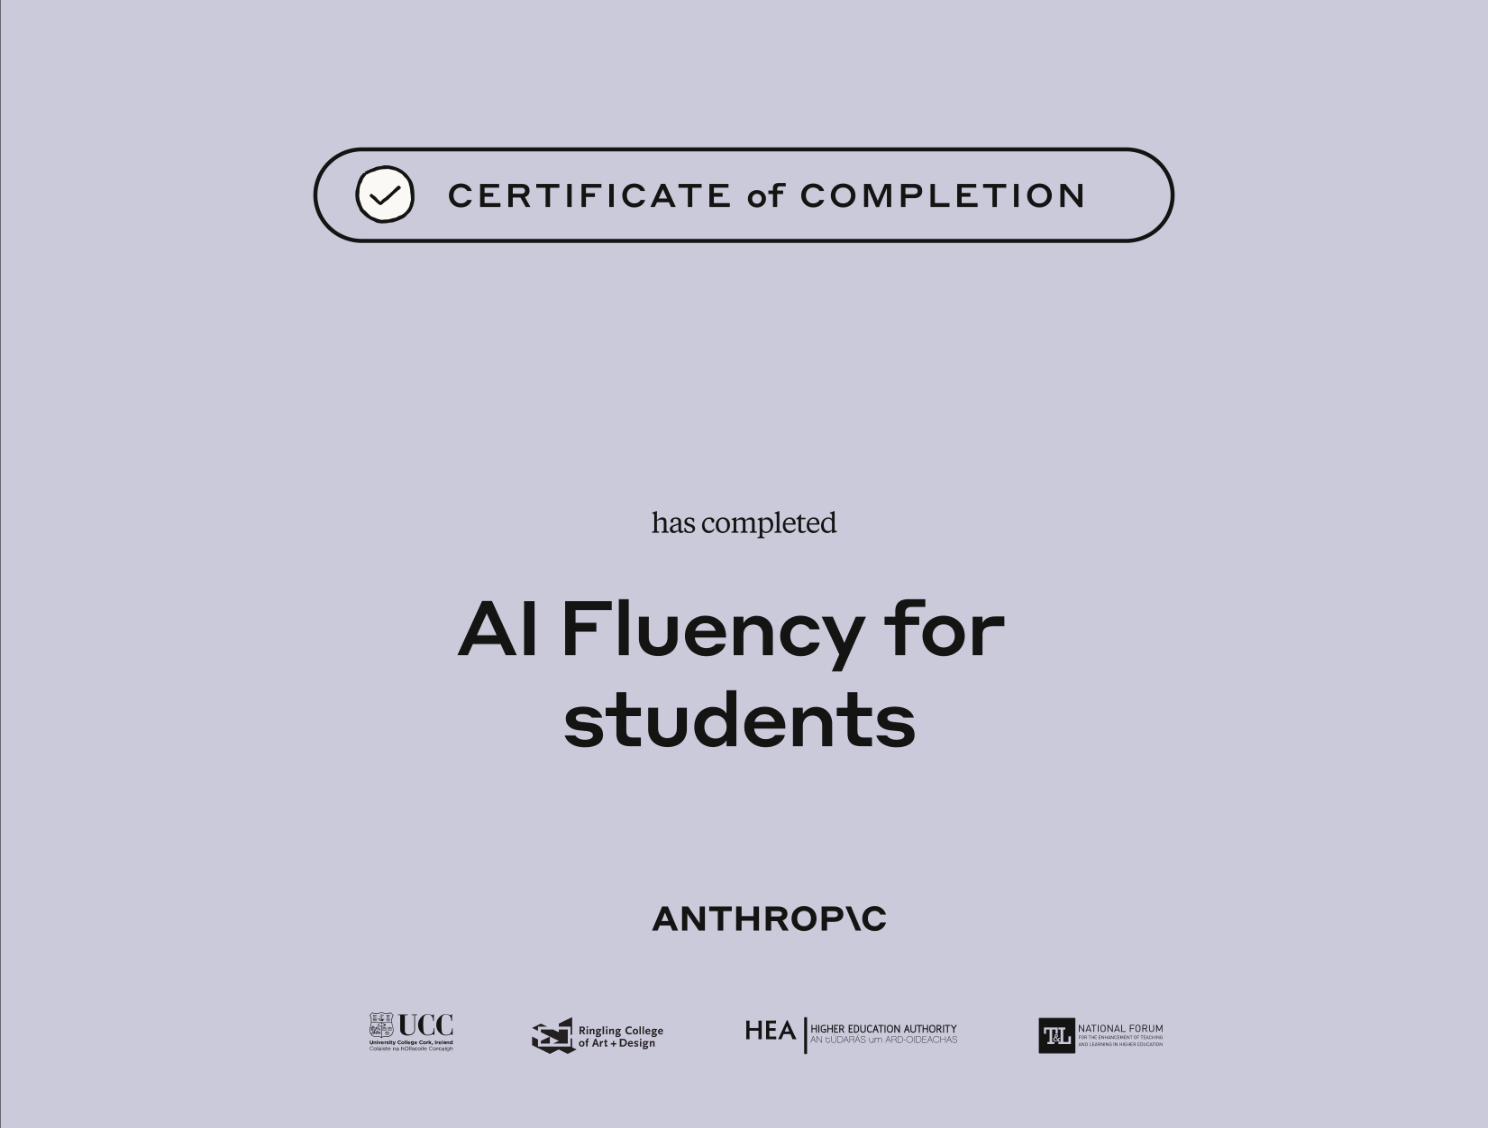 CERTIFICATE of COMPLETION
has completed
AI Fluency for
students
ANTHROP\C
UCC
University College Cork, Ireland
Coláiste na hOllscoile Corcaigh
Ringling College
of Art + Design
HEA
HIGHER EDUCATION AUTHORITY
AN tÚDARÁS um ARD-OIDEACHAS
T&L
NATIONAL FORUM
FOR THE ENHANCEMENT OF TEACHING
AND LEARNING IN HIGHER EDUCATION